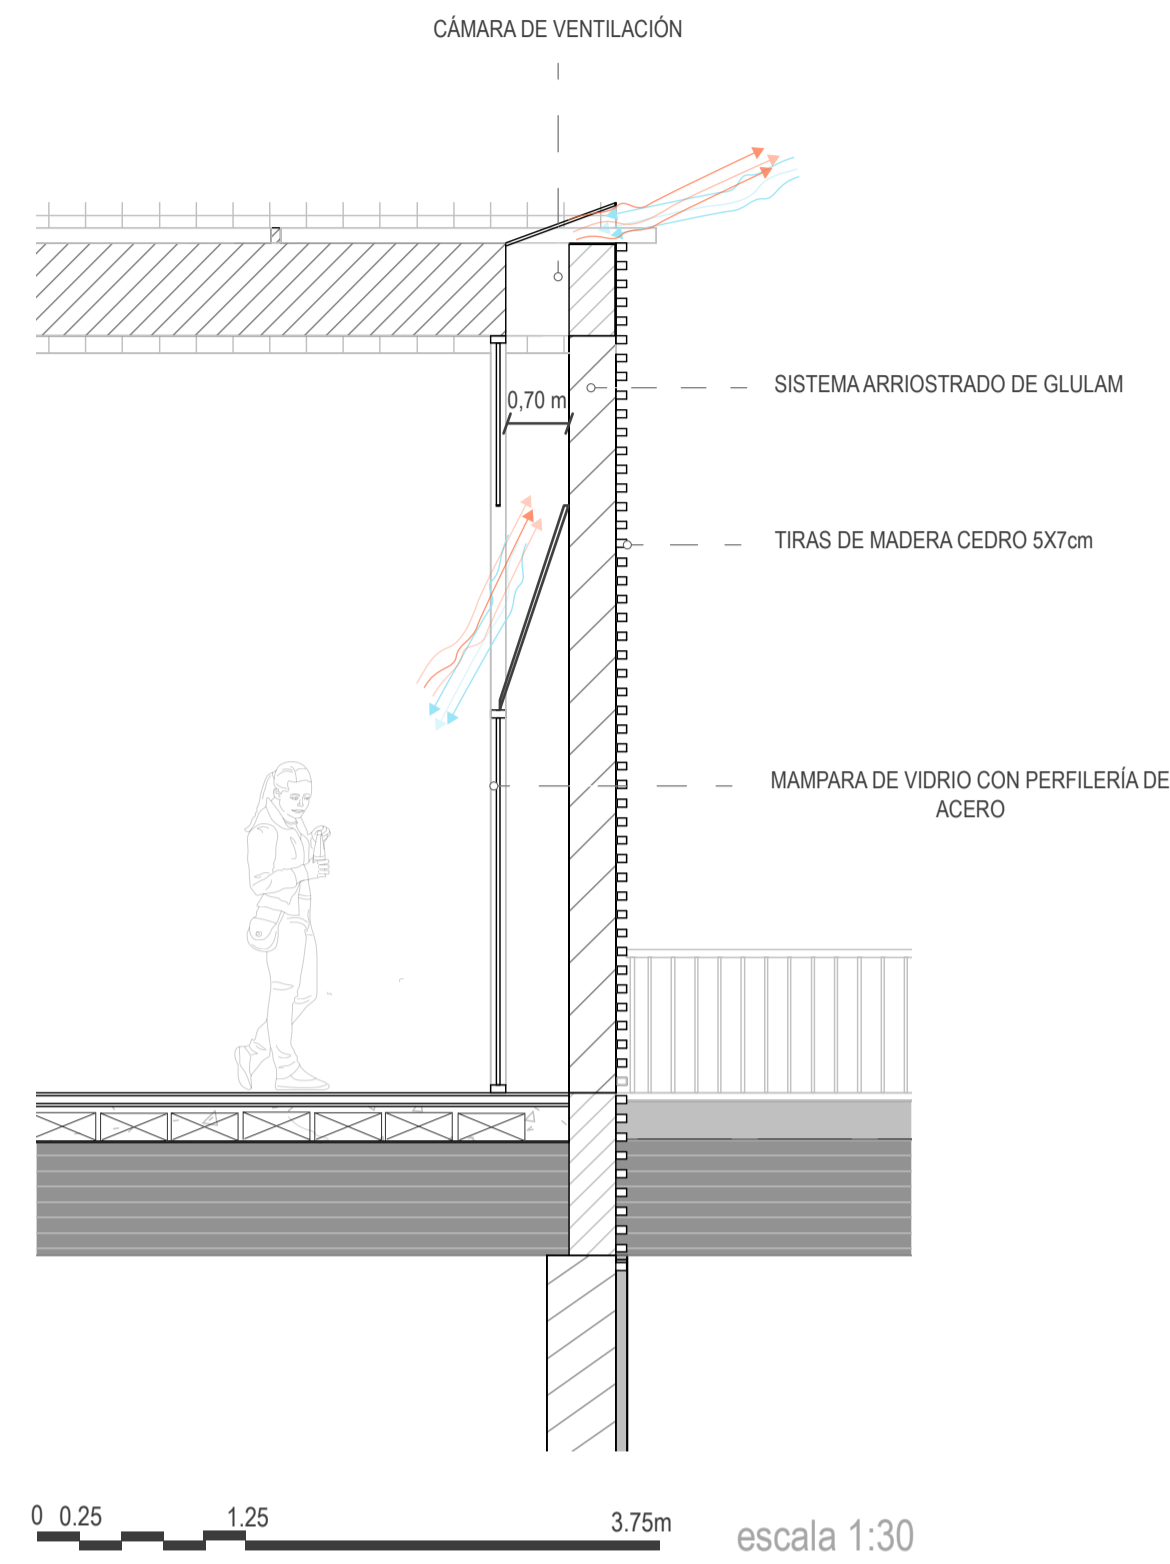 CÁMARA DE VENTILACIÓN
SISTEMA ARRIOSTRADO DE GLULAM
0,70 m
TIRAS DE MADERA CEDRO 5X7cm
MAMPARA DE VIDRIO CON PERFILERÍA DE
ACERO
0 0.25 1.25 3.75m
escala 1:30